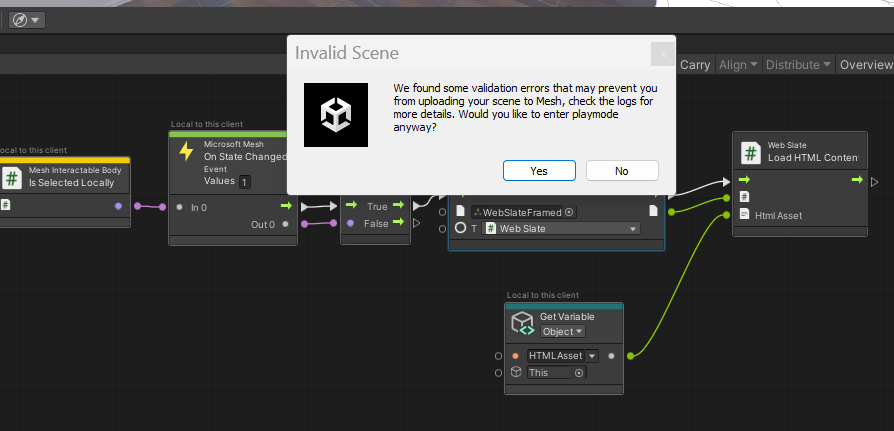 Invalid Scene
x
Carry
Align
Distribute
Overview
We found some validation errors that may prevent you
from uploading your scene to Mesh, check the logs for
more details. Would you like to enter playmode
anyway?
Yes
No
Local to this client
Microsoft Mesh
On State Changed
Event
Values 1
In 0
Out 0
Mesh Interactable Body
Is Selected Locally
True
False
WebSlateFramed
T Web Slate
Web Slate
Load HTML Conten
Html Asset
Local to this client
Get Variable
Object
HTMLAsset
This